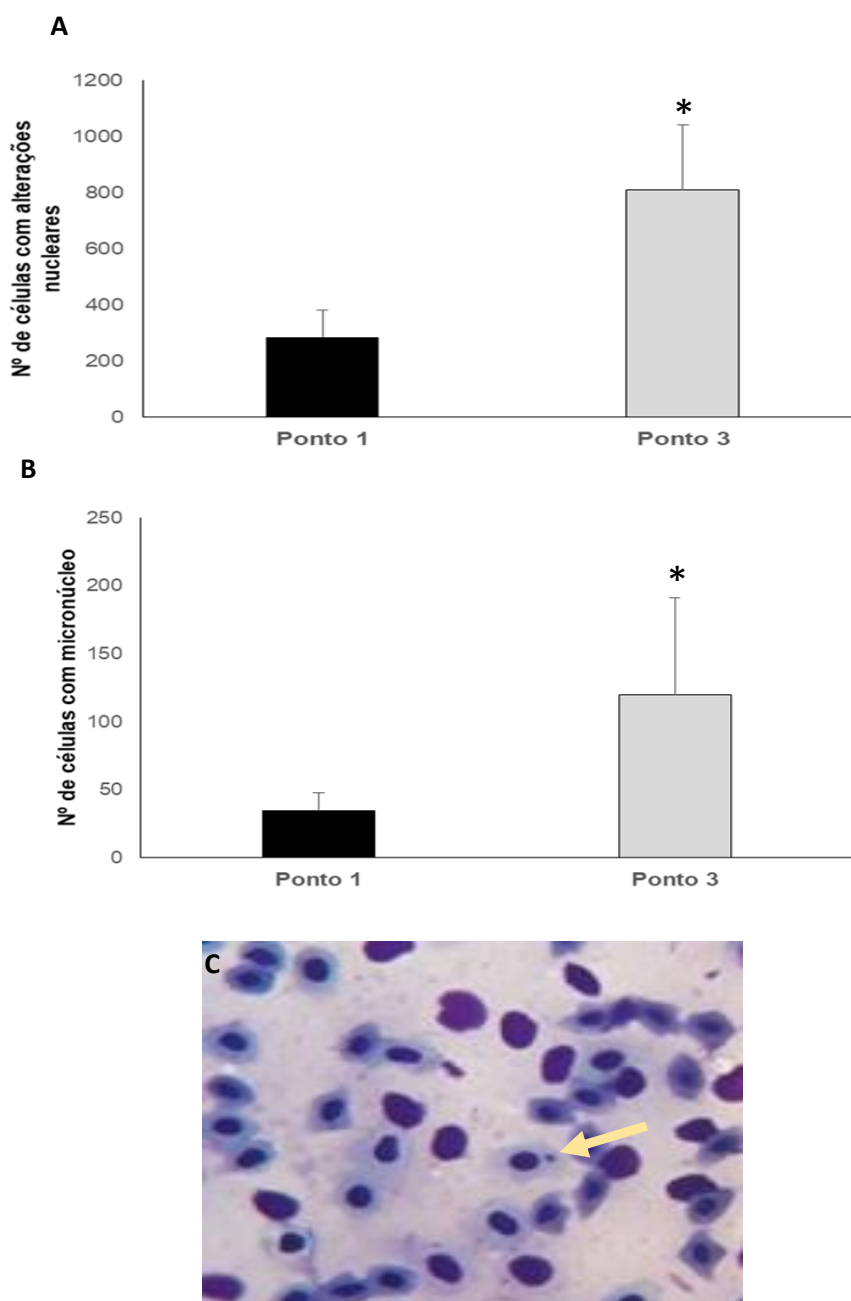 A
Nº de células com alterações
nucleares
1200
1000
800
600
400
200
0
*
Ponto 1
Ponto 3
B
Nº de células com micronúcleo
250
200
150
100
50
0
*
Ponto 1
Ponto 3
C